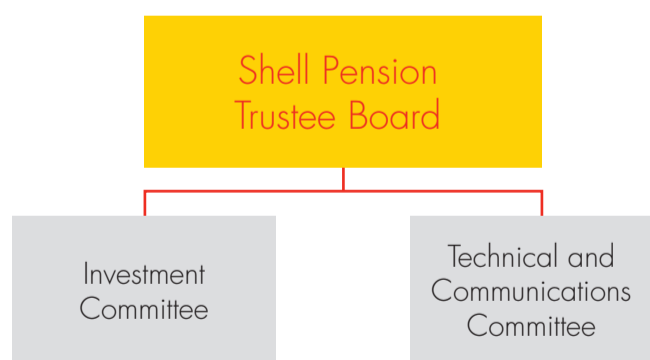 Shell Pension
Trustee Board
Investment
Committee
Technical and
Communications
Committee